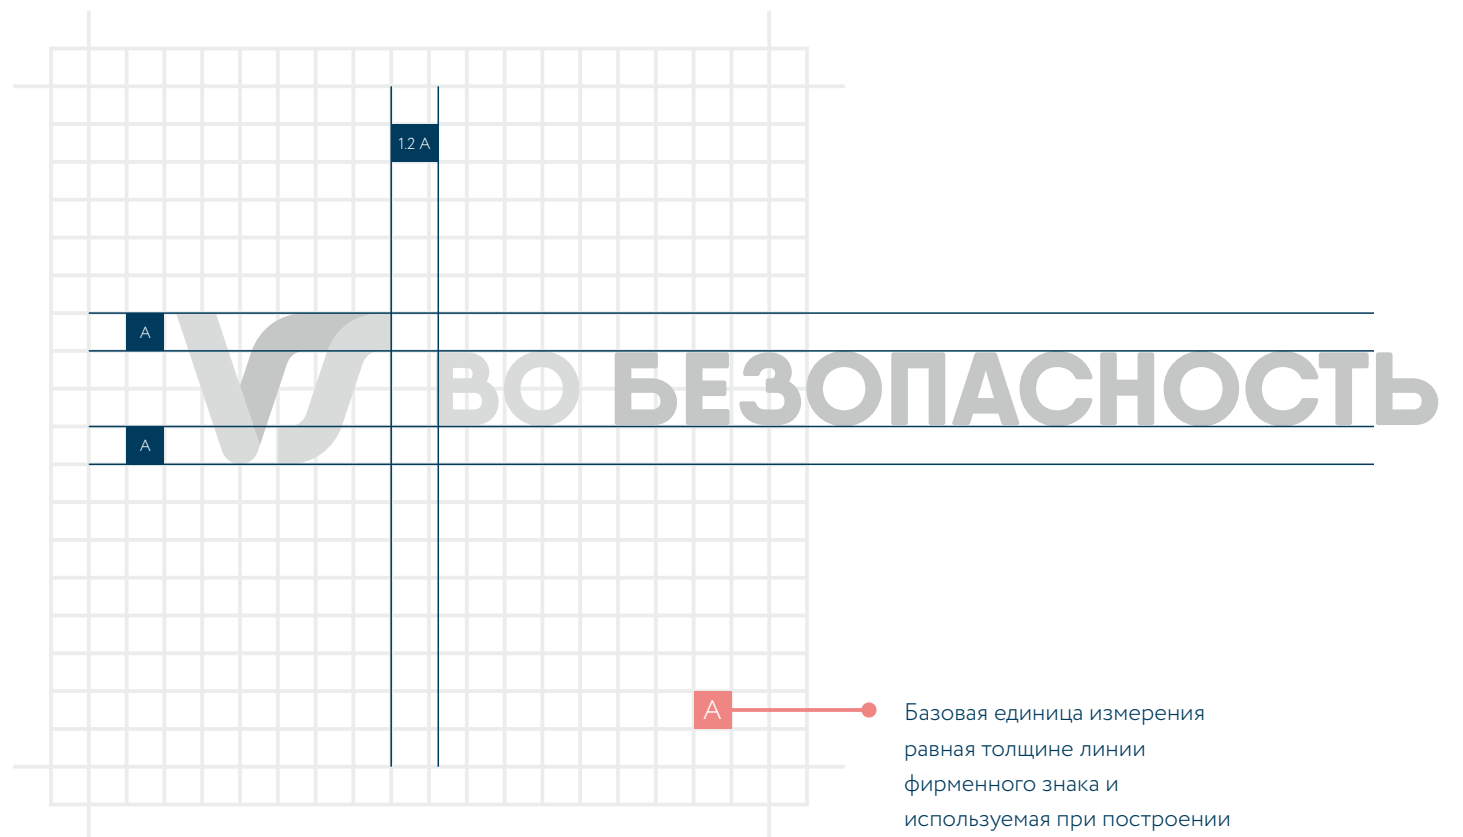 1.2 A
A
ВО БЕЗОПАСНОСТЬ
A
A
Базовая единица измерения
равная толщине линии
фирменного знака и
используемая при построении